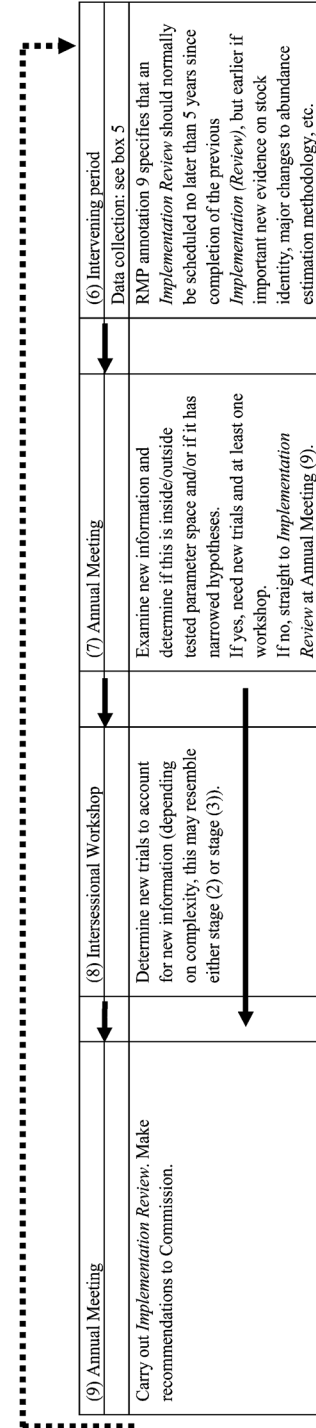 (6) Intervening period
Data collection: see box 5
RMP annotation 9 specifies that an
Implementation Review should normally
be scheduled no later than 5 years since
completion of the previous
Implementation (Review), but earlier if
important new evidence on stock
identity, major changes to abundance
estimation methodology, etc.
(7) Annual Meeting
Examine new information and
determine if this is inside/outside
tested parameter space and/or if it has
narrowed hypotheses.
If yes, need new trials and at least one
workshop.
If no, straight to Implementation
Review at Annual Meeting (9).
(8) Intersessional Workshop
Determine new trials to account
for new information (depending
on complexity, this may resemble
either stage (2) or stage (3)).
(9) Annual Meeting
Carry out Implementation Review. Make
recommendations to Commission.